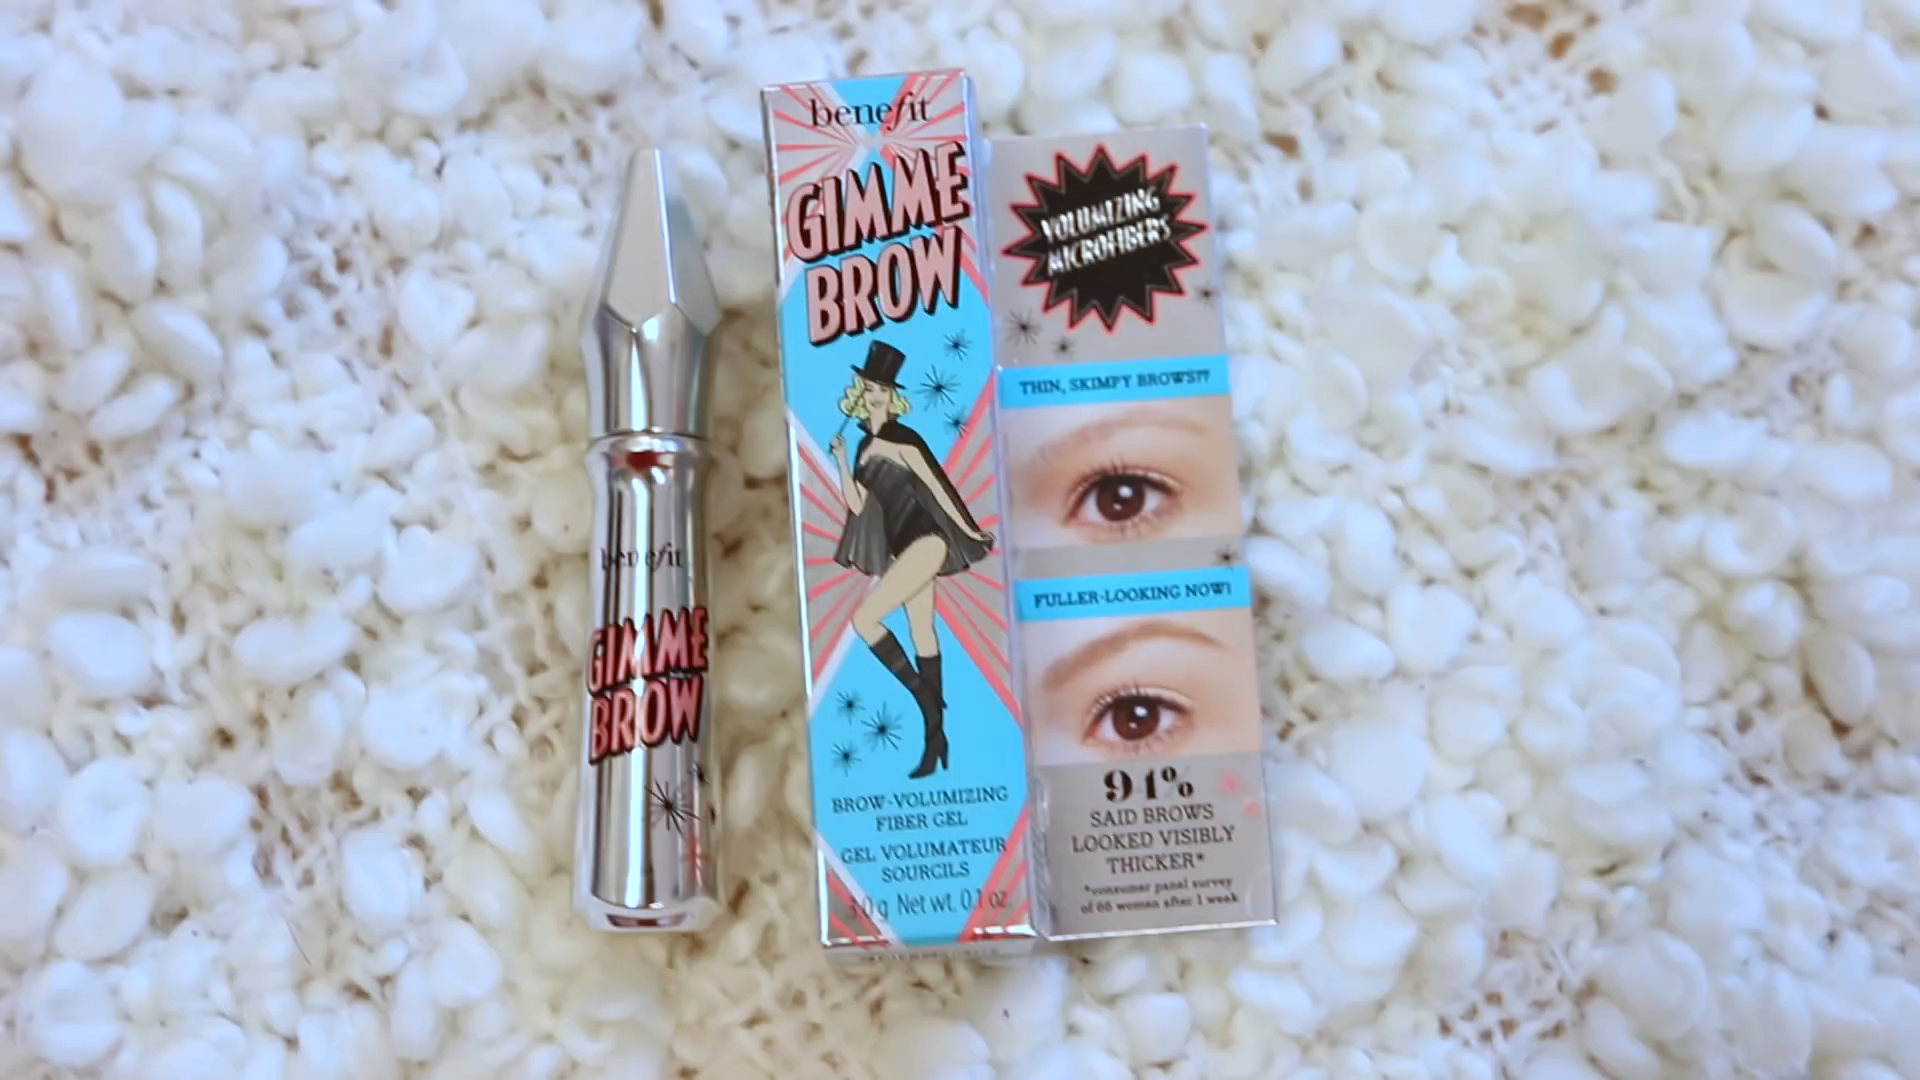 benefit
GIMME
BROW
benefit
GIMME
BROW
BROW-VOLUMIZING
FIBER GEL
GEL VOLUMATEUR
SOURCILS
3.0 g Net wt. 0.1 oz.
VOLUMIZING
MICROFIBERS
THIN, SKIMPY BROWS??
FULLER-LOOKING NOW!
94%
SAID BROWS
LOOKED VISIBLY
THICKER*
*consumer panel survey
of 66 women after 1 week